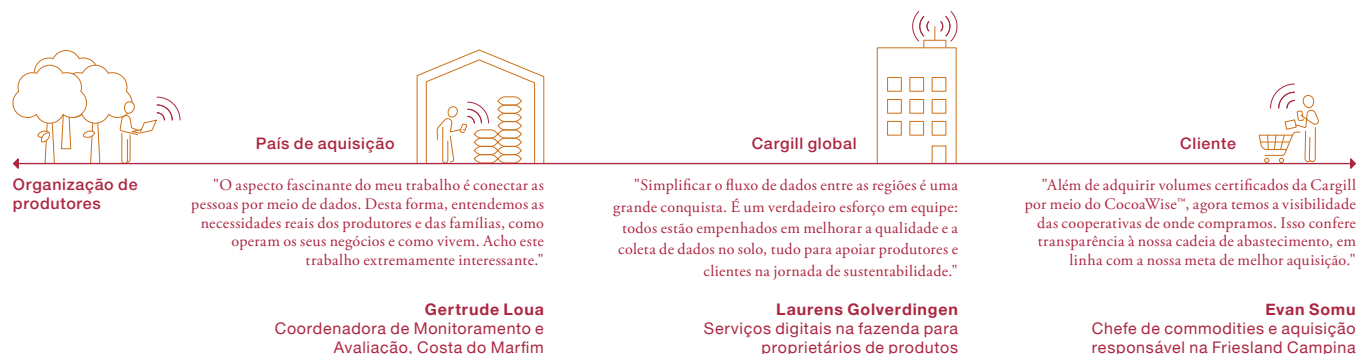 Organização de
produtores
País de aquisição
"O aspecto fascinante do meu trabalho é conectar as
pessoas por meio de dados. Desta forma, entendemos as
necessidades reais dos produtores e das famílias, como
operam os seus negócios e como vivem. Acho este
trabalho extremamente interessante."
Gertrude Loua
Coordenadora de Monitoramento e
Avaliação, Costa do Marfim
Cargill global
"Simplificar o fluxo de dados entre as regiões é uma
grande conquista. É um verdadeiro esforço em equipe:
todos estão empenhados em melhorar a qualidade e a
coleta de dados no solo, tudo para apoiar produtores e
clientes na jornada de sustentabilidade."
Laurens Golverdingen
Serviços digitais na fazenda para
proprietários de produtos
Cliente
"Além de adquirir volumes certificados da Cargill
por meio do CocoaWise™, agora temos a visibilidade
das cooperativas de onde compramos. Isso confere
transparência à nossa cadeia de abastecimento, em
linha com a nossa meta de melhor aquisição."
Evan Somu
Chefe de commodities e aquisição
responsável na Friesland Campina